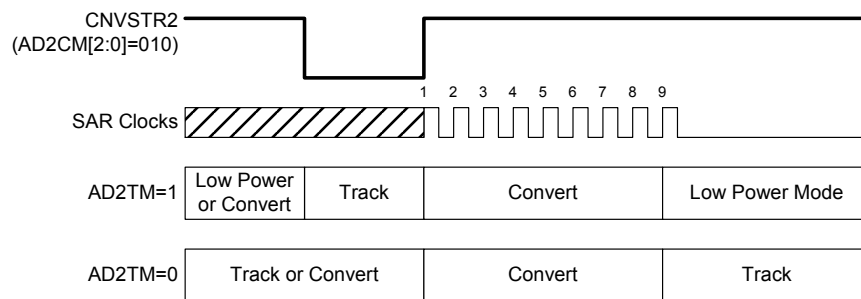 CNVSTR2
(AD2CM[2:0]=010)
1 2 3 4 5 6 7 8 9
SAR Clocks
AD2TM=1
Low Power
or Convert
Track
Convert
Low Power Mode
AD2TM=0
Track or Convert
Convert
Track